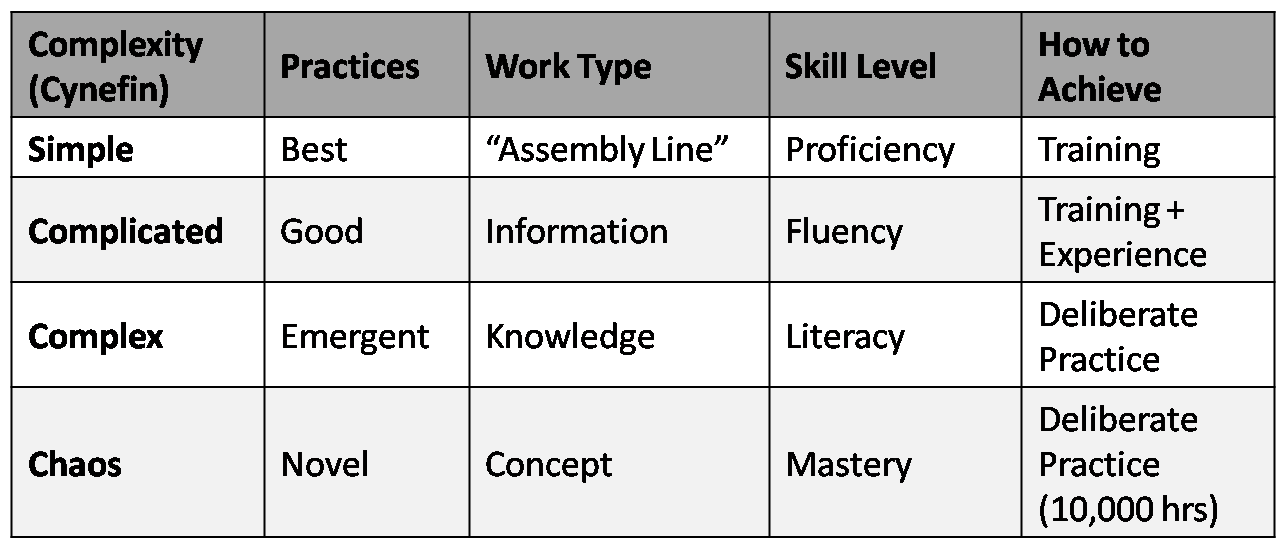 Complexity (Cynefin) Practices Work Type Skill Level How to Achieve
Simple Best “Assembly Line” Proficiency Training
Complicated Good Information Fluency Training + Experience
Complex Emergent Knowledge Literacy Deliberate Practice
Chaos Novel Concept Mastery Deliberate Practice (10,000 hrs)